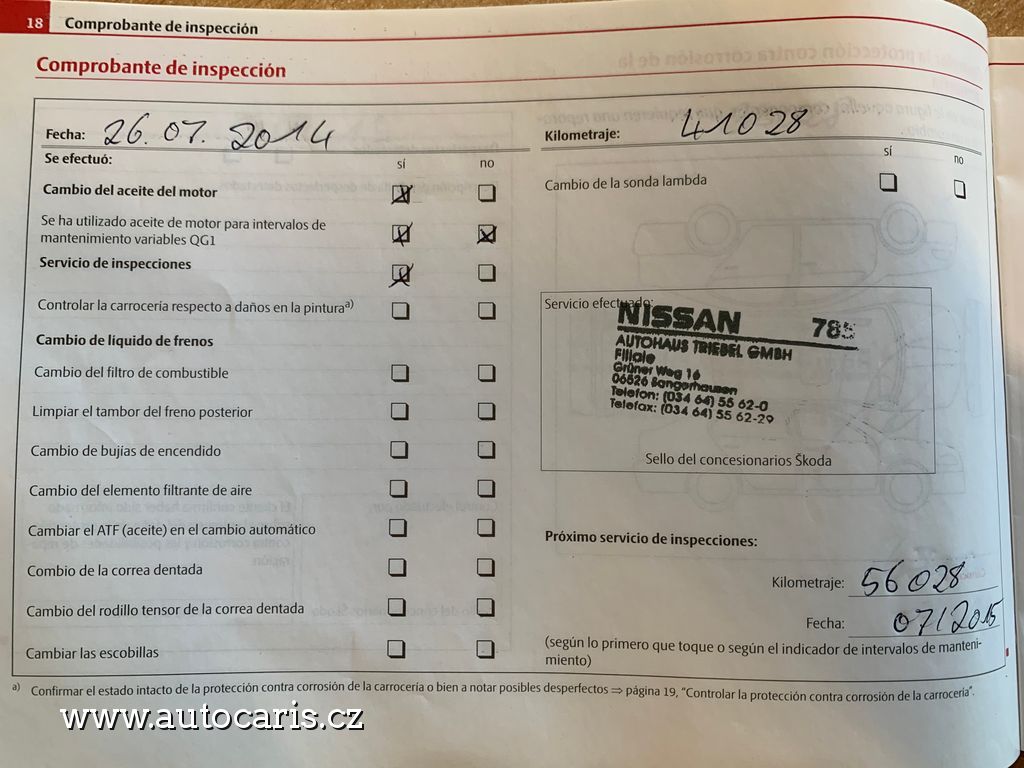 18 Comprobante de inspección
Comprobante de inspección
Fecha: 26.07.2014
Kilometraje: 41028
Se efectuó:
sí no
sí no
Cambio del aceite del motor
Cambio de la sonda lambda
Se ha utilizado aceite de motor para intervalos de
mantenimiento variables QG1
Servicio de inspecciones
Controlar la carrocería respecto a daños en la pintura a)
Cambio de liquido de frenos
Cambio del filtro de combustible
Limpiar el tambor del freno posterior
Cambio de bujías de encendido
Cambio del elemento filtrante de aire
Cambiar el ATF (aceite) en el cambio automático
Combio de la correa dentada
Cambio del rodillo tensor de la correa dentada
Cambiar las escobillas
Servicio efectuado:
NISSAN
AUTOHAUS TRIEBEL GMBH
Filiale
Grüner Weg 16
06526 Sangerhausen
Telefon: (034 64) 55 62-0
Telefax: (034 64) 55 62-29
Sello del concesionarios Škoda
Próximo servicio de inspecciones:
Kilometraje: 56028
Fecha: 07/2015
(según lo primero que toque o según el indicador de intervalos de manteni-
miento)
a) Confirmar el estado intacto de la protección contra corrosión de la carrocería o bien a notar posibles desperfectos ⇒ página 19, "Controlar la protección contra corrosión de la carrocería".
www.autocaris.cz